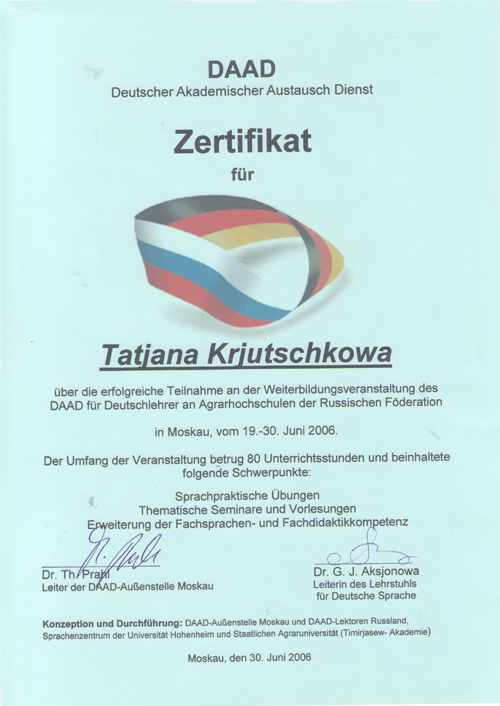 DAAD
Deutscher Akademischer Austausch Dienst
Zertifikat
für
Tatjana Krjutschkowa
über die erfolgreiche Teilnahme an der Weiterbildungsveranstaltung des
DAAD für Deutschlehrer an Agrarhochschulen der Russischen Föderation
in Moskau, vom 19.-30. Juni 2006.
Der Umfang der Veranstaltung betrug 80 Unterrichtsstunden und beinhaltete
folgende Schwerpunkte:
Sprachpraktische Übungen
Thematische Seminare und Vorlesungen
Erweiterung der Fachsprachen- und Fachdidaktikkompetenz
Dr. Th. Prahl
Leiter der DAAD-Außenstelle Moskau
Dr. G. J. Aksjonowa
Leiterin des Lehrstuhls
für Deutsche Sprache
Konzeption und Durchführung: DAAD-Außenstelle Moskau und DAAD-Lektoren Russland,
Sprachenzentrum der Universität Hohenheim und Staatlichen Agraruniversität (Timirjasew- Akademie)
Moskau, den 30. Juni 2006